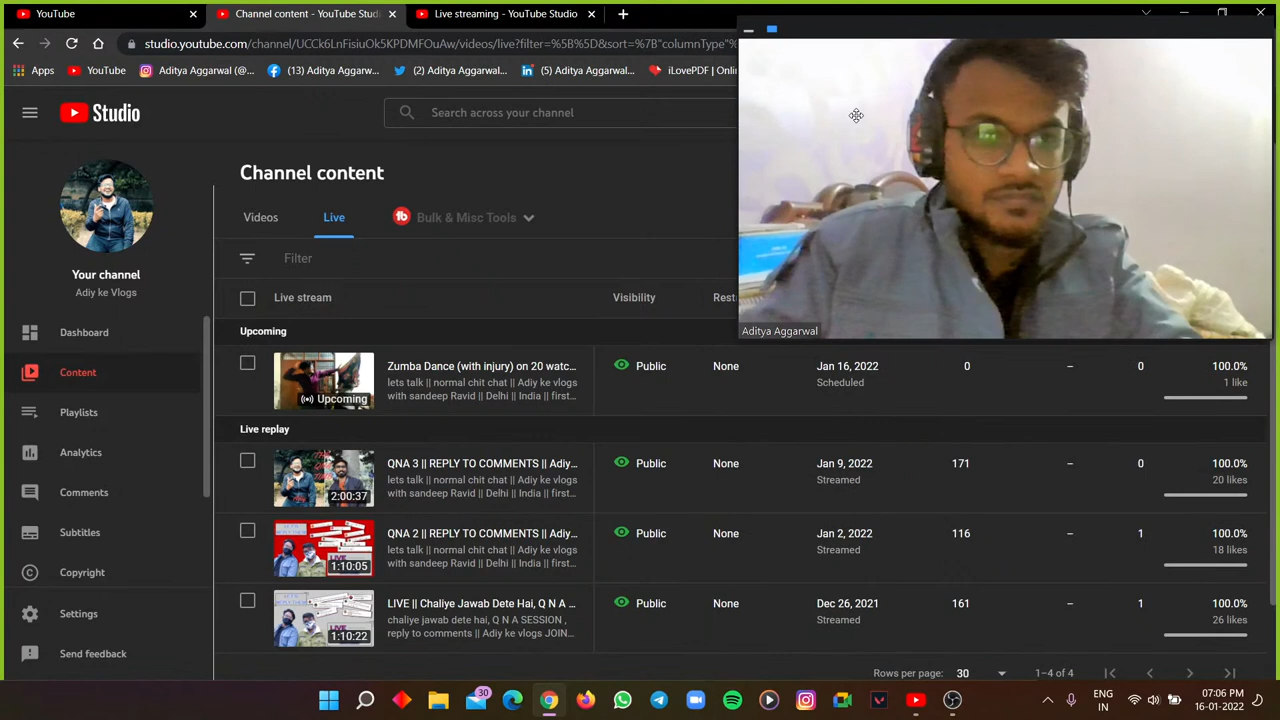 YouTube
Channel content - YouTube Studi
Live streaming - YouTube Studio
studio.youtube.com/channel/UCCk6LnFisiuOk5KPDMFOuAw/videos/live?filter=%5B%5D&sort=%7B"columnType"%
Apps
YouTube
Instagram (@...
Aditya Aggarwal (@...
(13) Aditya Aggarw...
(2) Aditya Aggarwal...
(5) Aditya Aggarwal...
iLovePDF | Onli
Studio
Search across your channel
Channel content
Your channel
Adiy ke Vlogs
Videos
Live
Bulk & Misc Tools
Filter
Live stream
Visibility
Rest
Aditya Aggarwal
Dashboard
Content
Playlists
Analytics
Comments
Subtitles
Copyright
Settings
Send feedback
Upcoming
Upcoming
Zumba Dance (with injury) on 20 watc...
lets talk || normal chit chat || Adiy ke vlogs
with sandeep Ravid || Delhi || India || first...
Public
None
Jan 16, 2022
Scheduled
0
–
0
100.0%
1 like
Live replay
2:00:37
QNA 3 || REPLY TO COMMENTS || Adiy...
lets talk || normal chit chat || Adiy ke vlogs
with sandeep Ravid || Delhi || India || first...
Public
None
Jan 9, 2022
Streamed
171
–
0
100.0%
20 likes
1:10:05
QNA 2 || REPLY TO COMMENTS || Adiy...
lets talk || normal chit chat || Adiy ke vlogs
with sandeep Ravid || Delhi || India || first...
Public
None
Jan 2, 2022
Streamed
116
–
1
100.0%
18 likes
1:10:22
LIVE || Chaliye Jawab Dete Hai, Q N A ...
chaliye jawab dete hai, Q N A SESSION ,
reply to comments || Adiy ke vlogs JOIN...
Public
None
Dec 26, 2021
Streamed
161
–
1
100.0%
26 likes
Rows per page: 30
1–4 of 4
30
ENG
IN
07:06 PM
16-01-2022